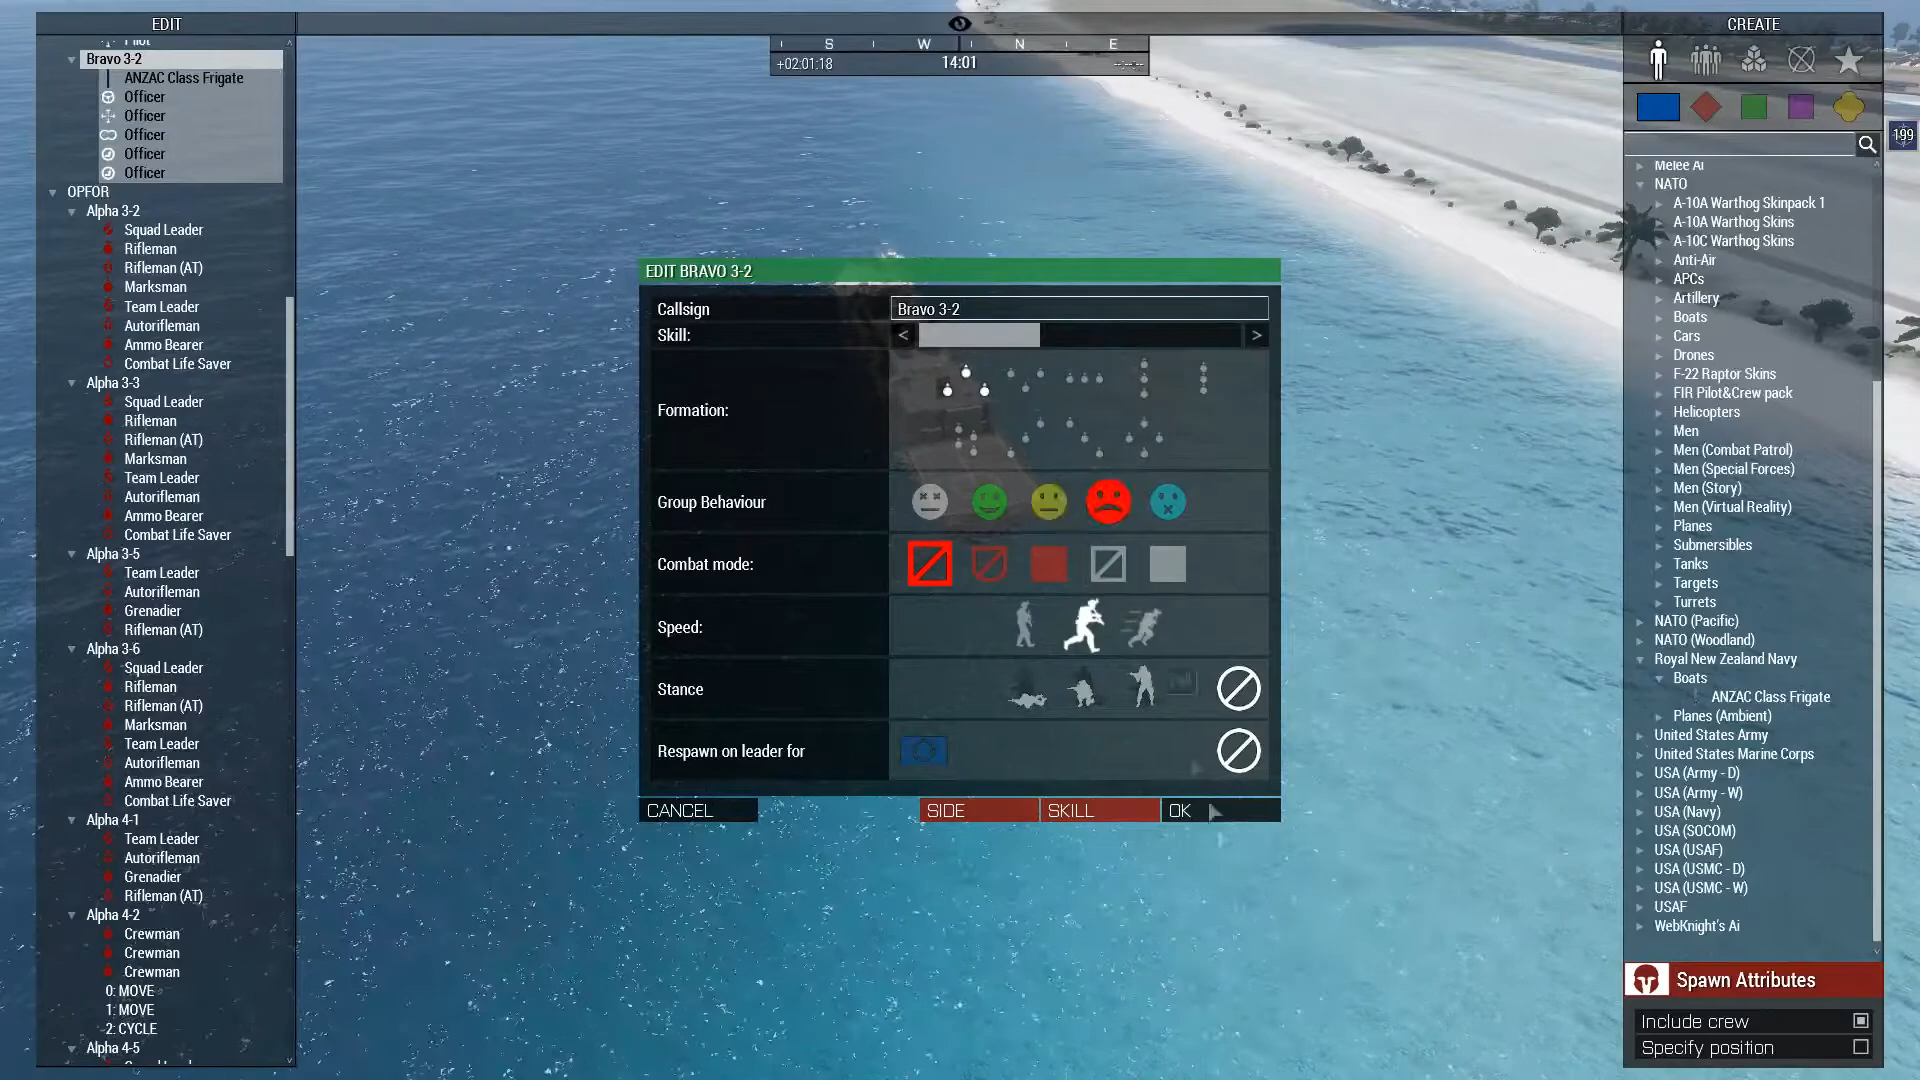 EDIT
Pilot
Bravo 3-2
ANZAC Class Frigate
Officer
Officer
Officer
Officer
Officer
OPFOR
Alpha 3-2
Squad Leader
Rifleman
Rifleman (AT)
Marksman
Team Leader
Autorifleman
Ammo Bearer
Combat Life Saver
Alpha 3-3
Squad Leader
Rifleman
Rifleman (AT)
Marksman
Team Leader
Autorifleman
Ammo Bearer
Combat Life Saver
Alpha 3-5
Team Leader
Autorifleman
Grenadier
Rifleman (AT)
Alpha 3-6
Squad Leader
Rifleman
Rifleman (AT)
Marksman
Team Leader
Autorifleman
Ammo Bearer
Combat Life Saver
Alpha 4-1
Team Leader
Autorifleman
Grenadier
Rifleman (AT)
Alpha 4-2
Crewman
Crewman
Crewman
0: MOVE
1: MOVE
2: CYCLE
Alpha 4-5
S W N E
+02:01:18 14:01 --:--:--
EDIT BRAVO 3-2
Callsign Bravo 3-2
Skill: < >
Formation:
Group Behaviour
Combat mode:
Speed:
Stance
Respawn on leader for
CANCEL SIDE SKILL OK
CREATE
199
Melee Ai
NATO
A-10A Warthog Skinpack 1
A-10A Warthog Skins
A-10C Warthog Skins
Anti-Air
APCs
Artillery
Boats
Cars
Drones
F-22 Raptor Skins
FIR Pilot&Crew pack
Helicopters
Men
Men (Combat Patrol)
Men (Special Forces)
Men (Story)
Men (Virtual Reality)
Planes
Submersibles
Tanks
Targets
Turrets
NATO (Pacific)
NATO (Woodland)
Royal New Zealand Navy
Boats
ANZAC Class Frigate
Planes (Ambient)
United States Army
United States Marine Corps
USA (Army - D)
USA (Army - W)
USA (Navy)
USA (SOCOM)
USA (USAF)
USA (USMC - D)
USA (USMC - W)
USAF
WebKnight's Ai
Spawn Attributes
Include crew
Specify position